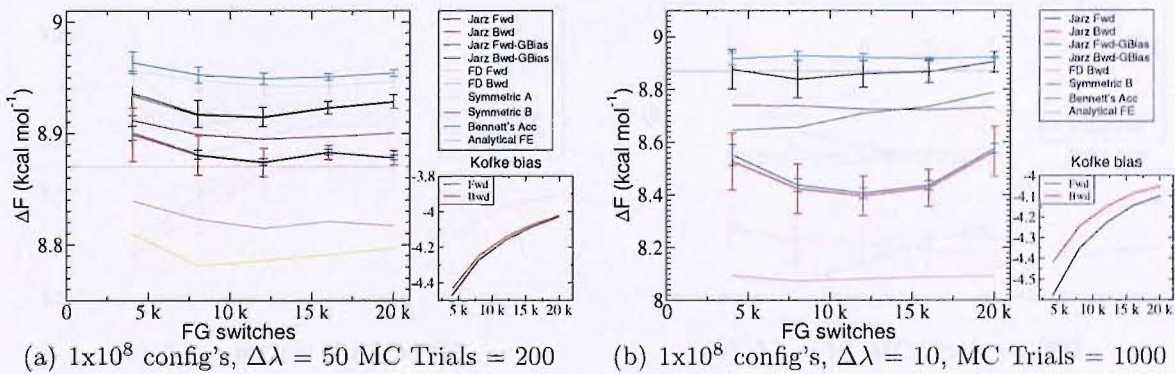 9
8.9
8.8
ΔF (kcal mol⁻¹)
0 5 k 10 k 15 k 20 k
FG switches
Jarz Fwd
Jarz Bwd
Jarz Fwd-GBias
Jarz Bwd-GBias
FD Fwd
FD Bwd
Symmetric A
Symmetric B
Bennett's Acc
Analytical FE
Kofke bias
-3.8
-4
-4.2
-4.4
Fwd
Bwd
5 k 10 k 15 k 20 k
(a) 1x10⁸ config's, Δλ = 50 MC Trials = 200
9
8.8
8.6
8.4
8.2
8
ΔF (kcal mol⁻¹)
0 5 k 10 k 15 k 20 k
FG switches
Jarz Fwd
Jarz Bwd
Jarz Fwd-GBias
Jarz Bwd-GBias
FD Bwd
Symmetric B
Bennett's Acc
Analytical FE
Kofke bias
-4
-4.1
-4.2
-4.3
-4.4
-4.5
Fwd
Bwd
5 k 10 k 15 k 20 k
(b) 1x10⁸ config's, Δλ = 10, MC Trials = 1000